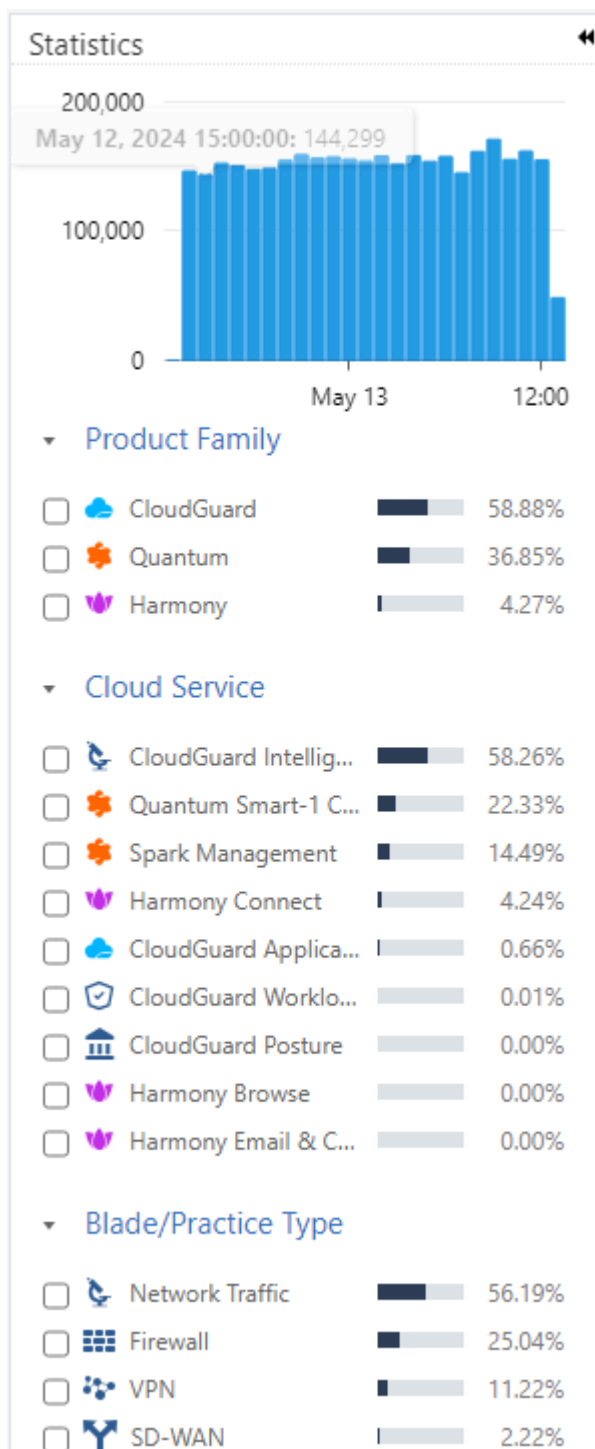 Statistics
200,000
May 12, 2024 15:00:00: 144,299
100,000
0
May 13 12:00
Product Family
CloudGuard 58.88%
Quantum 36.85%
Harmony 4.27%
Cloud Service
CloudGuard Intellig... 58.26%
Quantum Smart-1 C... 22.33%
Spark Management 14.49%
Harmony Connect 4.24%
CloudGuard Applica... 0.66%
CloudGuard Worklo... 0.01%
CloudGuard Posture 0.00%
Harmony Browse 0.00%
Harmony Email & C... 0.00%
Blade/Practice Type
Network Traffic 56.19%
Firewall 25.04%
VPN 11.22%
SD-WAN 2.22%